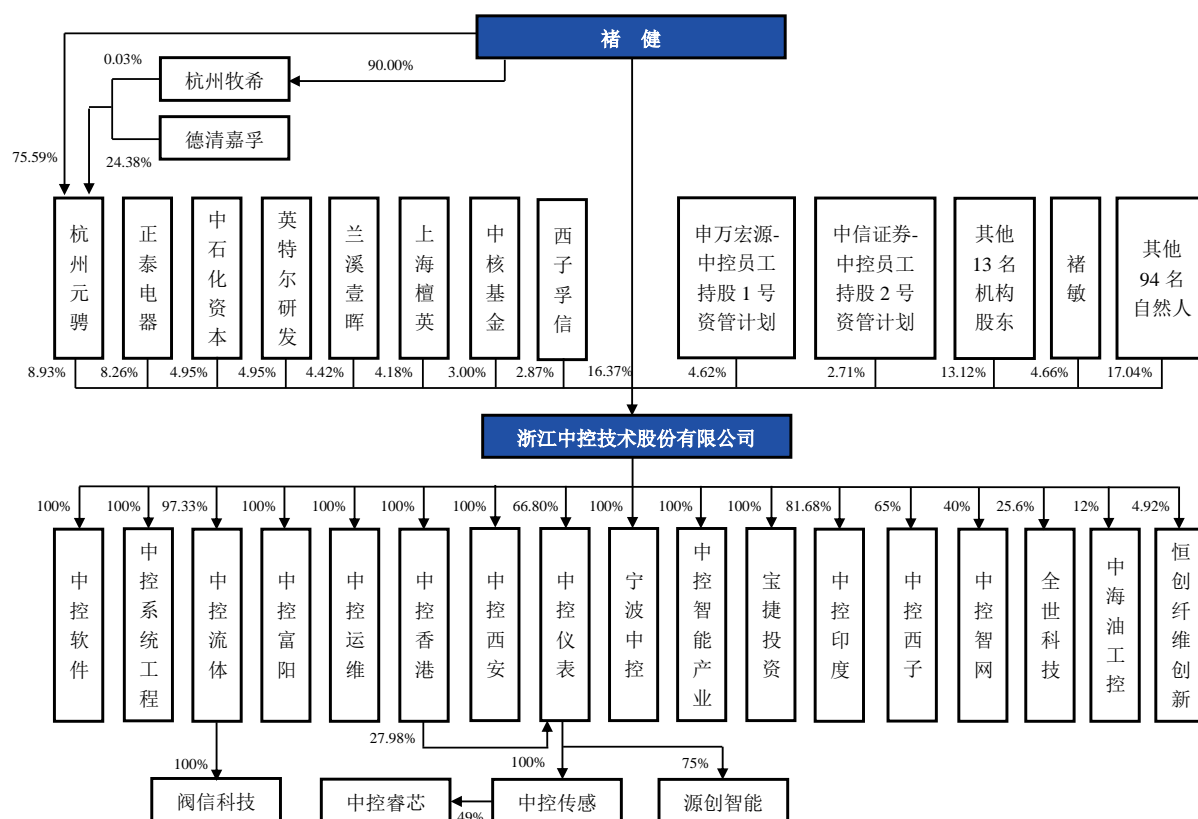 褚 健
0.03%
90.00%
杭州牧希
德清嘉孚
75.59%
24.38%
杭州元骋
正泰电器
中石化资本
英特尔研发
兰溪壹晖
上海檀英
中核基金
西子孚信
申万宏源-
中控员工
持股 1 号
资管计划
中信证券-
中控员工
持股 2 号
资管计划
其他
13 名
机构
股东
褚敏
其他
94 名
自然人
8.93%
8.26%
4.95%
4.95%
4.42%
4.18%
3.00%
2.87%
16.37%
4.62%
2.71%
13.12%
4.66%
17.04%
浙江中控技术股份有限公司
100%
100%
97.33%
100%
100%
100%
100%
66.80%
100%
100%
100%
81.68%
65%
40%
25.6%
12%
4.92%
中控软件
中控系统工程
中控流体
中控富阳
中控运维
中控香港
中控西安
中控仪表
宁波中控
中控智能产业
宝捷投资
中控印度
中控西子
中控智网
全世科技
中海油工控
恒创纤维创新
27.98%
100%
100%
75%
阀信科技
中控睿芯
中控传感
源创智能
49%